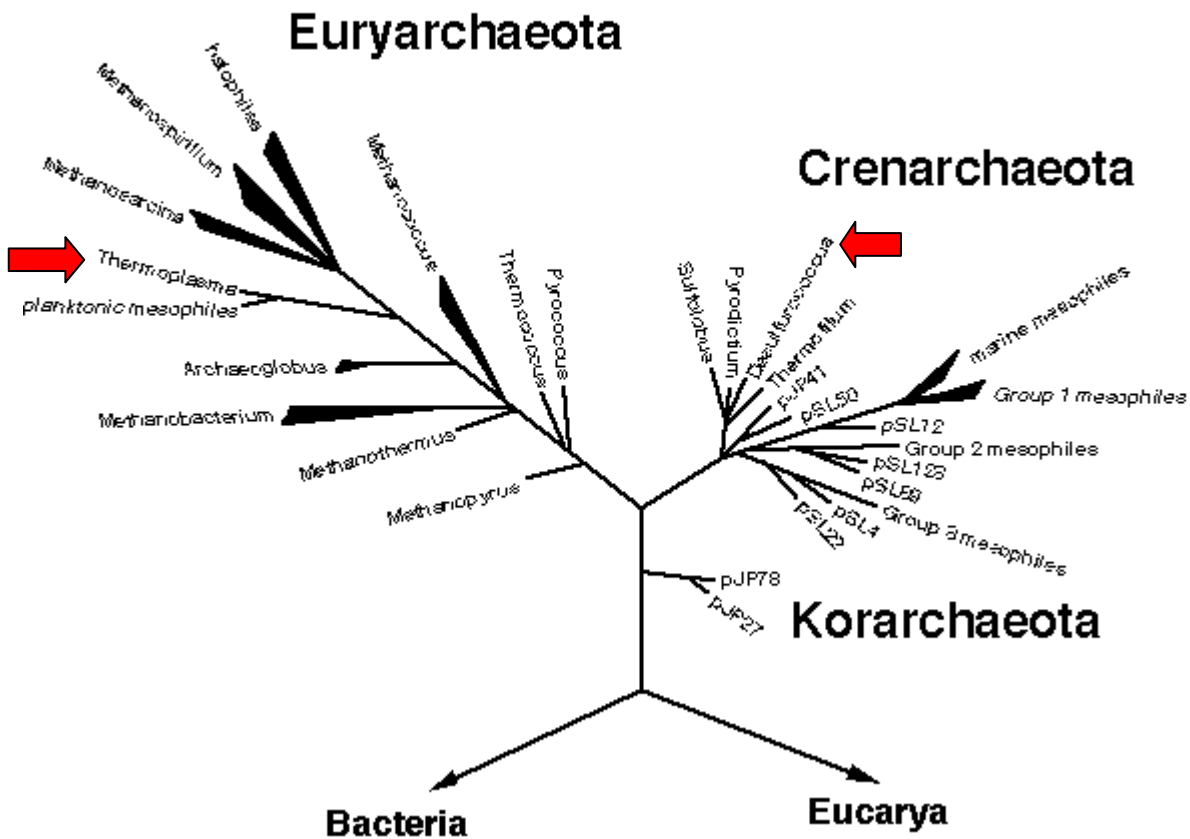 Euryarchaeota
halophiles
Methanospirillum
Methanosarcina
Thermoplasma
planktonic mesophiles
Archaeoglobus
Methanobacterium
Methanothermus
Methanopyrus
Methanococcus
Thermococcus
Pyrococcus
Crenarchaeota
Sulfolobus
Pyrodictium
Desulfurococcus
Thermofilum
pJP41
pSL50
marine mesophiles
Group 1 mesophiles
pSL12
Group 2 mesophiles
pSL123
pSL4
Group 3 mesophiles
pSL22
pJP78
pJP27
Korarchaeota
Bacteria
Eucarya